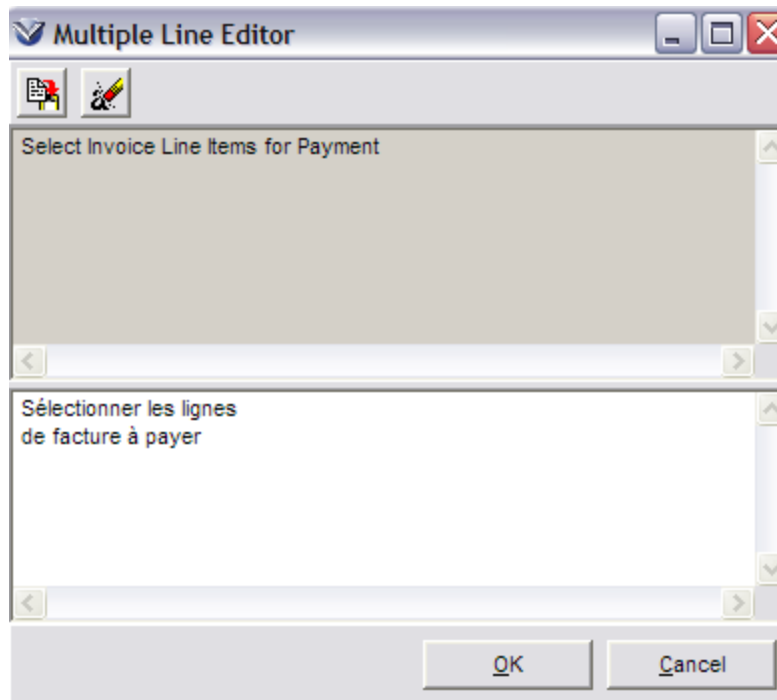 Multiple Line Editor
Select Invoice Line Items for Payment
Sélectionner les lignes
de facture à payer
OK
Cancel